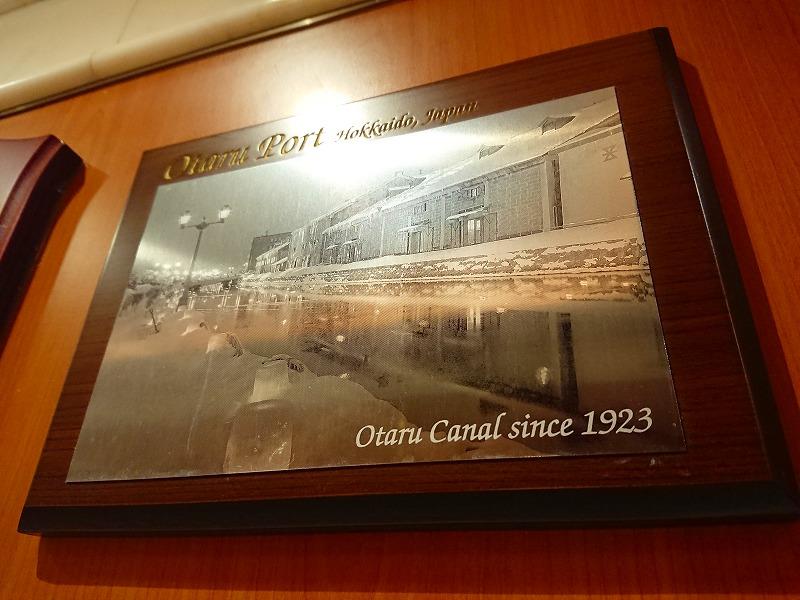 Otaru Port Hokkaido, Japan
Otaru Canal since 1923